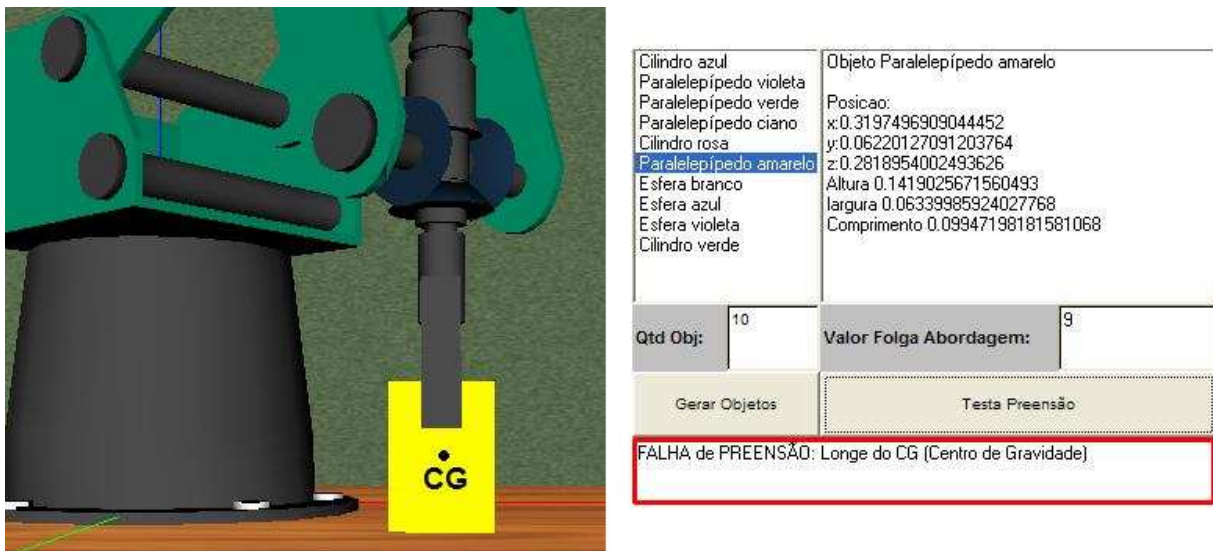 CG
Cilindro azul
Paralelepípedo violeta
Paralelepípedo verde
Paralelepípedo ciano
Cilindro rosa
Paralelepípedo amarelo
Esfera branco
Esfera azul
Esfera violeta
Cilindro verde
Objeto Paralelepípedo amarelo
Posicao:
x:0.3197496909044452
y:0.06220127091203764
z:0.2818954002493626
Altura 0.1419025671560493
largura 0.06339985924027768
Comprimento 0.09947198181581068
Qtd Obj:
10
Valor Folga Abordagem:
9
Gerar Objetos
Testa Preensão
FALHA de PREENSÃO: Longe do CG (Centro de Gravidade)